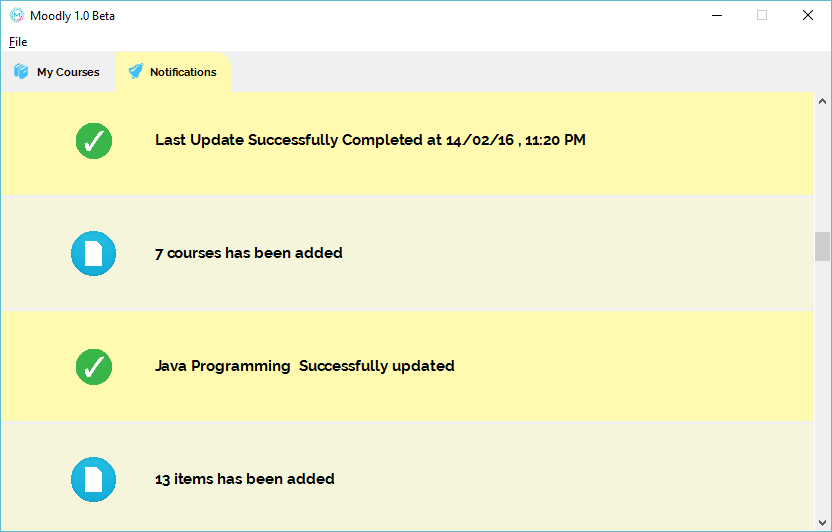 Moodly 1.0 Beta
File
My Courses
Notifications
Last Update Successfully Completed at 14/02/16 , 11:20 PM
7 courses has been added
Java Programming  Successfully updated
13 items has been added